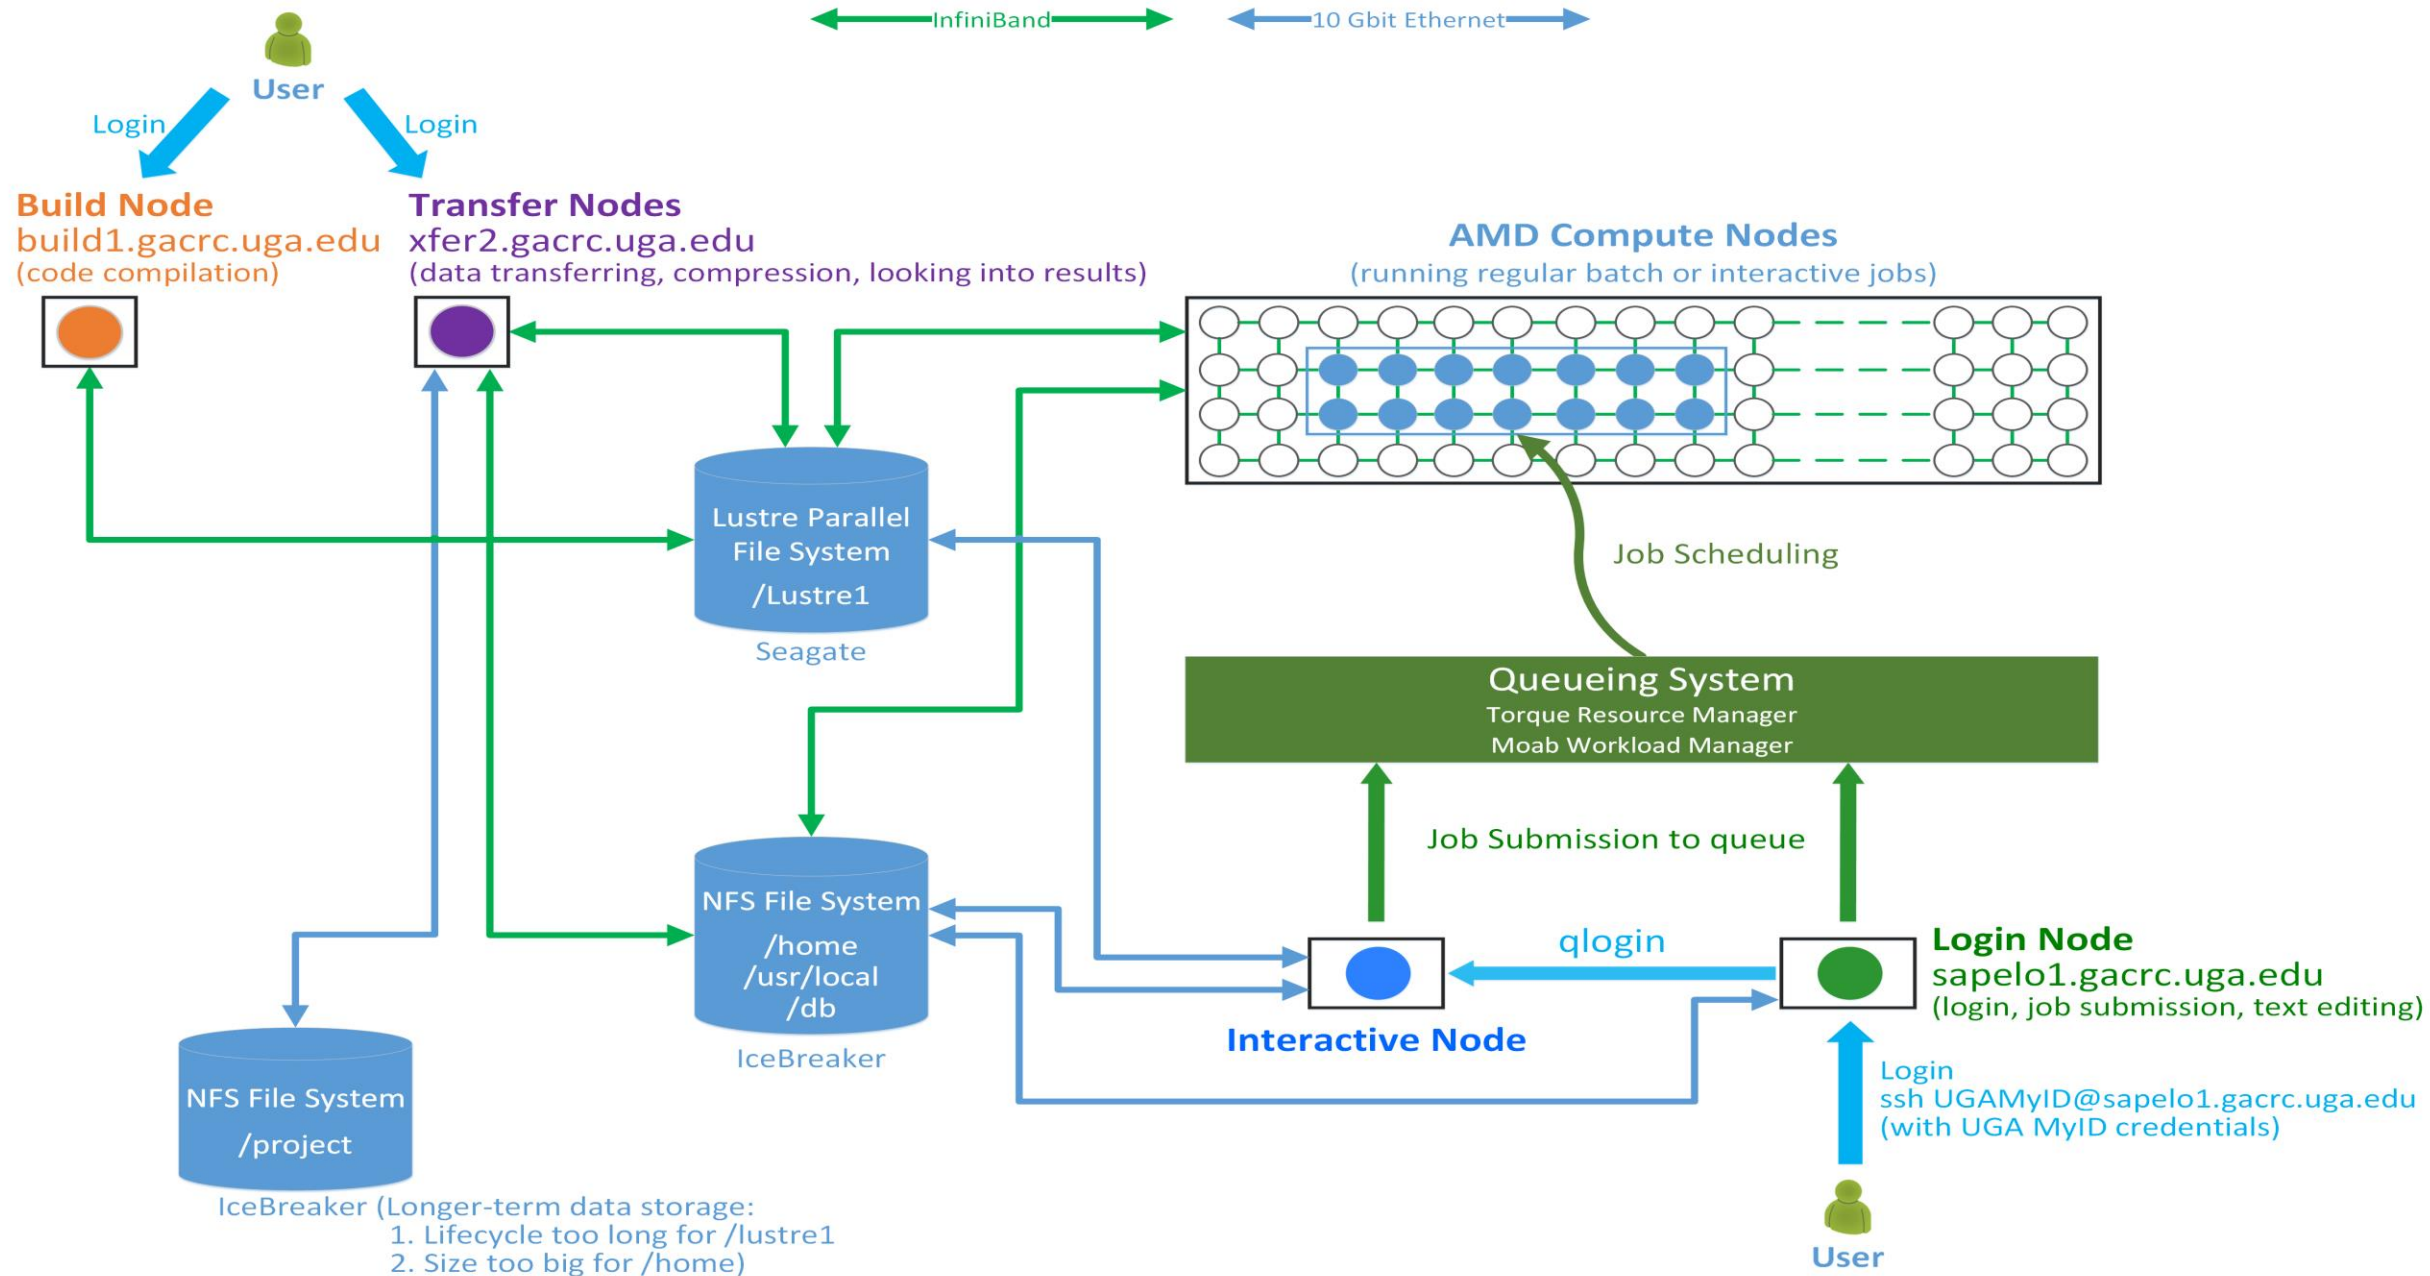 InfiniBand
10 Gbit Ethernet
User
Login
Login
Build Node
build1.gacrc.uga.edu
(code compilation)
Transfer Nodes
xfer2.gacrc.uga.edu
(data transferring, compression, looking into results)
AMD Compute Nodes
(running regular batch or interactive jobs)
Lustre Parallel
File System
/Lustre1
Seagate
Job Scheduling
Queueing System
Torque Resource Manager
Moab Workload Manager
Job Submission to queue
NFS File System
/home
/usr/local
/db
IceBreaker
qlogin
Interactive Node
Login Node
sapelo1.gacrc.uga.edu
(login, job submission, text editing)
Login
ssh UGAMyID@sapelo1.gacrc.uga.edu
(with UGA MyID credentials)
User
NFS File System
/project
IceBreaker (Longer-term data storage:
1. Lifecycle too long for /lustre1
2. Size too big for /home)